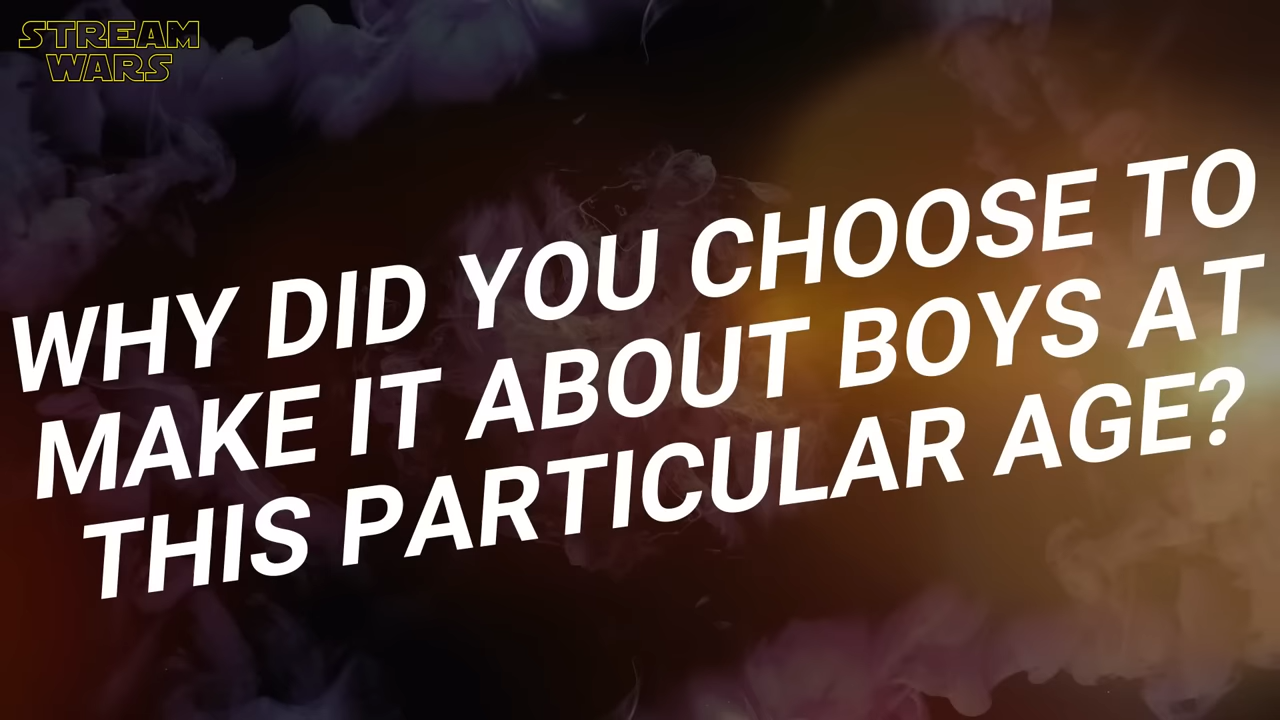 STREAM
WARS
WHY DID YOU CHOOSE TO
MAKE IT ABOUT BOYS AT
THIS PARTICULAR AGE?